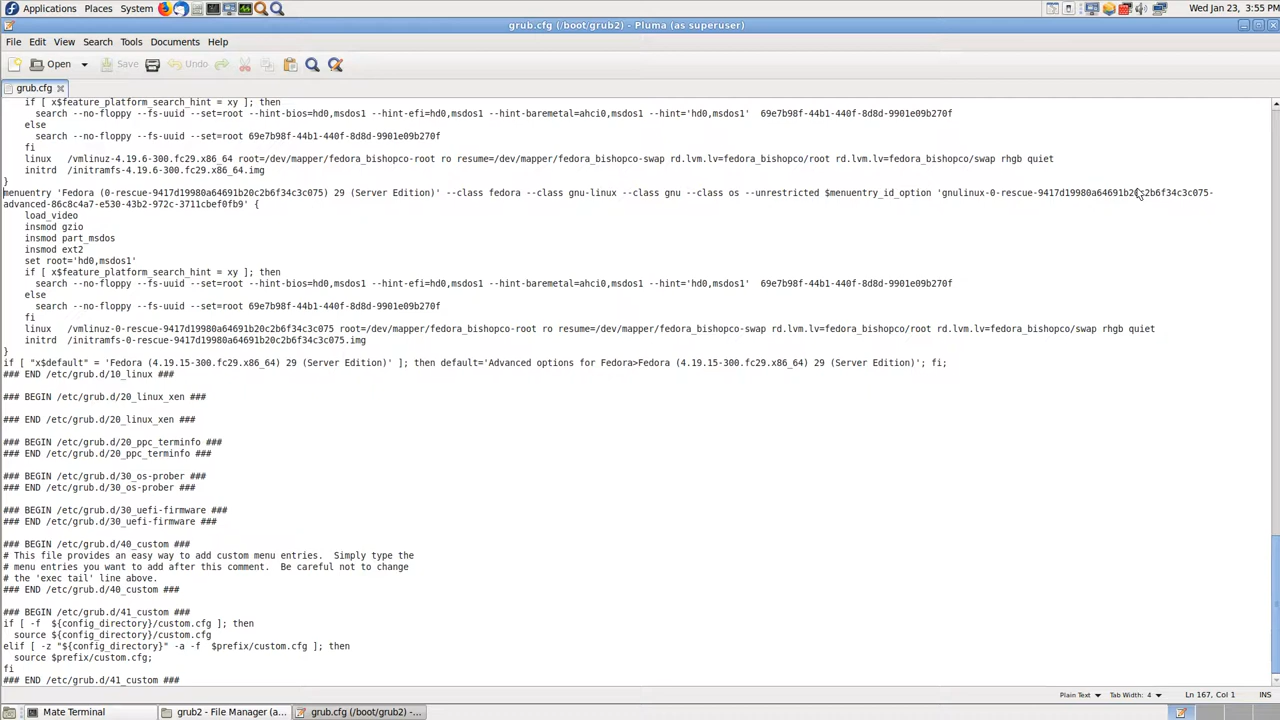 Applications Places System Wed Jan 23, 3:55 PM
grub.cfg (/boot/grub2) - Pluma (as superuser)
File Edit View Search Tools Documents Help
Open Save Undo
grub.cfg
if [ x$feature_platform_search_hint = xy ]; then
search --no-floppy --fs-uuid --set=root --hint-bios=hd0,msdos1 --hint-efi=hd0,msdos1 --hint-baremetal=ahci0,msdos1 --hint='hd0,msdos1'  69e7b98f-44b1-440f-8d8d-9901e09b270f
else
search --no-floppy --fs-uuid --set=root 69e7b98f-44b1-440f-8d8d-9901e09b270f
fi
linux   /vmlinuz-4.19.6-300.fc29.x86_64 root=/dev/mapper/fedora_bishopco-root ro resume=/dev/mapper/fedora_bishopco-swap rd.lvm.lv=fedora_bishopco/root rd.lvm.lv=fedora_bishopco/swap rhgb quiet
initrd  /initramfs-4.19.6-300.fc29.x86_64.img
}
menuentry 'Fedora (0-rescue-9417d19980a64691b20c2b6f34c3c075) 29 (Server Edition)' --class fedora --class gnu-linux --class gnu --class os --unrestricted $menuentry_id_option 'gnulinux-0-rescue-9417d19980a64691b20c2b6f34c3c075-
advanced-86c8c4a7-e530-43b2-972c-3711cbef0fb9' {
load_video
insmod gzio
insmod part_msdos
insmod ext2
set root='hd0,msdos1'
if [ x$feature_platform_search_hint = xy ]; then
search --no-floppy --fs-uuid --set=root --hint-bios=hd0,msdos1 --hint-efi=hd0,msdos1 --hint-baremetal=ahci0,msdos1 --hint='hd0,msdos1'  69e7b98f-44b1-440f-8d8d-9901e09b270f
else
search --no-floppy --fs-uuid --set=root 69e7b98f-44b1-440f-8d8d-9901e09b270f
fi
linux   /vmlinuz-0-rescue-9417d19980a64691b20c2b6f34c3c075 root=/dev/mapper/fedora_bishopco-root ro resume=/dev/mapper/fedora_bishopco-swap rd.lvm.lv=fedora_bishopco/root rd.lvm.lv=fedora_bishopco/swap rhgb quiet
initrd  /initramfs-0-rescue-9417d19980a64691b20c2b6f34c3c075.img
}
if [ "x$default" = 'Fedora (4.19.15-300.fc29.x86_64) 29 (Server Edition)' ]; then default='Advanced options for Fedora>Fedora (4.19.15-300.fc29.x86_64) 29 (Server Edition)'; fi;
### END /etc/grub.d/10_linux ###
### BEGIN /etc/grub.d/20_linux_xen ###
### END /etc/grub.d/20_linux_xen ###
### BEGIN /etc/grub.d/20_ppc_terminfo ###
### END /etc/grub.d/20_ppc_terminfo ###
### BEGIN /etc/grub.d/30_os-prober ###
### END /etc/grub.d/30_os-prober ###
### BEGIN /etc/grub.d/30_uefi-firmware ###
### END /etc/grub.d/30_uefi-firmware ###
### BEGIN /etc/grub.d/40_custom ###
# This file provides an easy way to add custom menu entries.  Simply type the
# menu entries you want to add after this comment.  Be careful not to change
# the 'exec tail' line above.
### END /etc/grub.d/40_custom ###
### BEGIN /etc/grub.d/41_custom ###
if [ -f  ${config_directory}/custom.cfg ]; then
source ${config_directory}/custom.cfg
elif [ -z "${config_directory}" -a -f  $prefix/custom.cfg ]; then
source $prefix/custom.cfg;
fi
### END /etc/grub.d/41_custom ###
Plain Text Tab Width: 4 Ln 167, Col 1 INS
Mate Terminal grub2 - File Manager (a... grub.cfg (/boot/grub2) -...